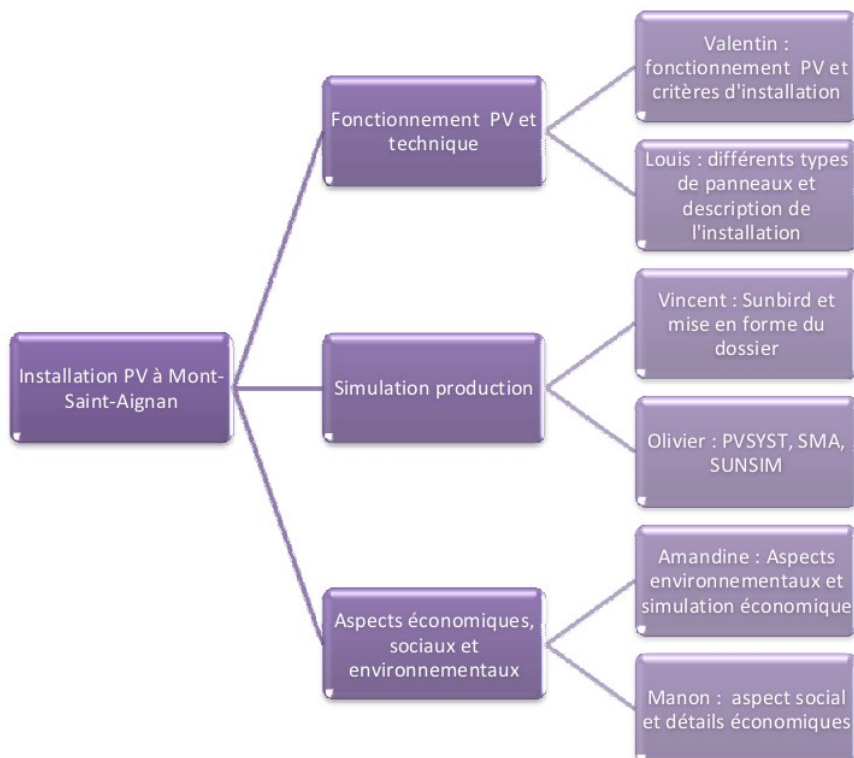 Installation PV à Mont-
Saint-Aignan
Fonctionnement PV et
technique
Valentin :
fonctionnement PV et
critères d'installation
Louis : différents types
de panneaux et
description de
l'installation
Simulation production
Vincent : Sunbird et
mise en forme du
dossier
Olivier : PVSYST, SMA,
SUNSIM
Aspects économiques,
sociaux et
environnementaux
Amandine : Aspects
environnementaux et
simulation économique
Manon : aspect social
et détails économiques